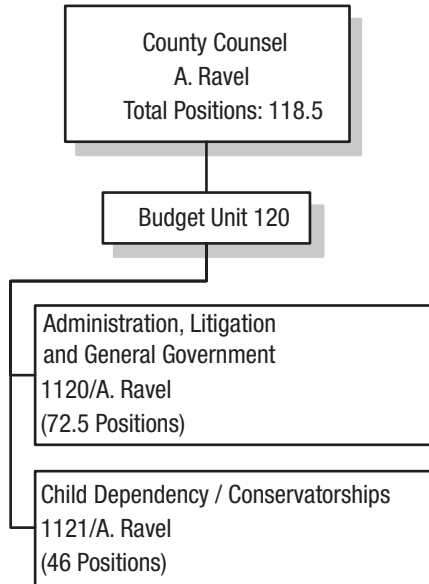 County Counsel
A. Ravel
Total Positions: 118.5
Budget Unit 120
Administration, Litigation
and General Government
1120/A. Ravel
(72.5 Positions)
Child Dependency / Conservatorships
1121/A. Ravel
(46 Positions)